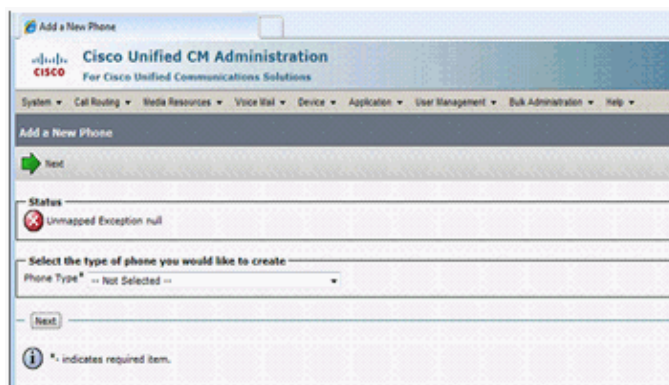 Add a New Phone
CISCO
Cisco Unified CM Administration
For Cisco Unified Communications Solutions
System Call Routing Media Resources Voice Mail Device Application User Management Bulk Administration Help
Add a New Phone
Next
Status
Unmapped Exception null
Select the type of phone you would like to create
Phone Type* -- Not Selected --
Next
*- indicates required item.